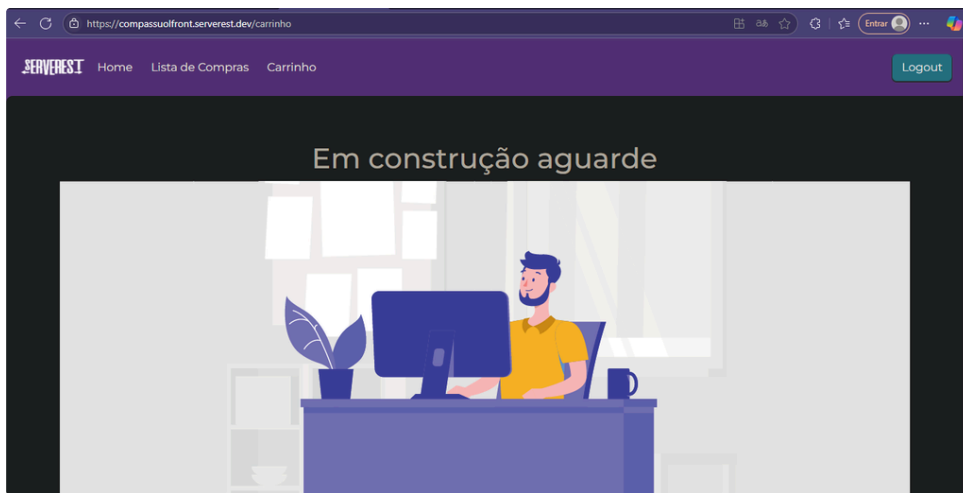 https://compassuolfront.serverest.dev/carrinho
Entrar
SERVEREST Home Lista de Compras Carrinho Logout
Em construção aguarde